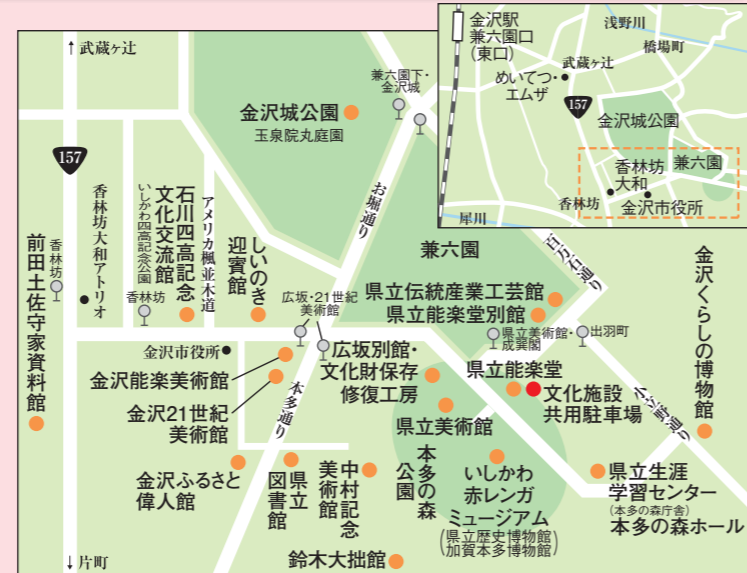 金沢駅
兼六園口
(東口)
浅野川
橋場町
武蔵ヶ辻
めいてつ・
エムザ
157
金沢城公園
兼六園
香林坊
大和
香林坊
金沢市役所
犀川
↑武蔵ヶ辻
兼六園下・
金沢城
金沢城公園
玉泉院丸庭園
157
香林坊大和アトリオ
いしかわ四高記念公園
石川四高記念
文化交流館
アメリカ楓並木道
しいのき
迎賓館
お堀通り
兼六園
百万石通り
前田土佐守家資料館
香林坊
香林坊
広坂・21世紀
美術館
県立伝統産業工芸館
県立能楽堂別館
県立美術館・
成巽閣
出羽町
金沢くらしの博物館
金沢市役所
金沢能楽美術館
金沢21世紀
美術館
本多通り
広坂別館・
文化財保存
修復工房
県立能楽堂
文化施設
共用駐車場
小立野通り
県立美術館
金沢ふるさと
偉人館
県立
図書館
中村記念
美術館
本多の森
公園
いしかわ
赤レンガ
ミュージアム
(県立歴史博物館
加賀本多博物館)
県立生涯
学習センター
(本多の森庁舎)
本多の森ホール
鈴木大拙館
↓片町